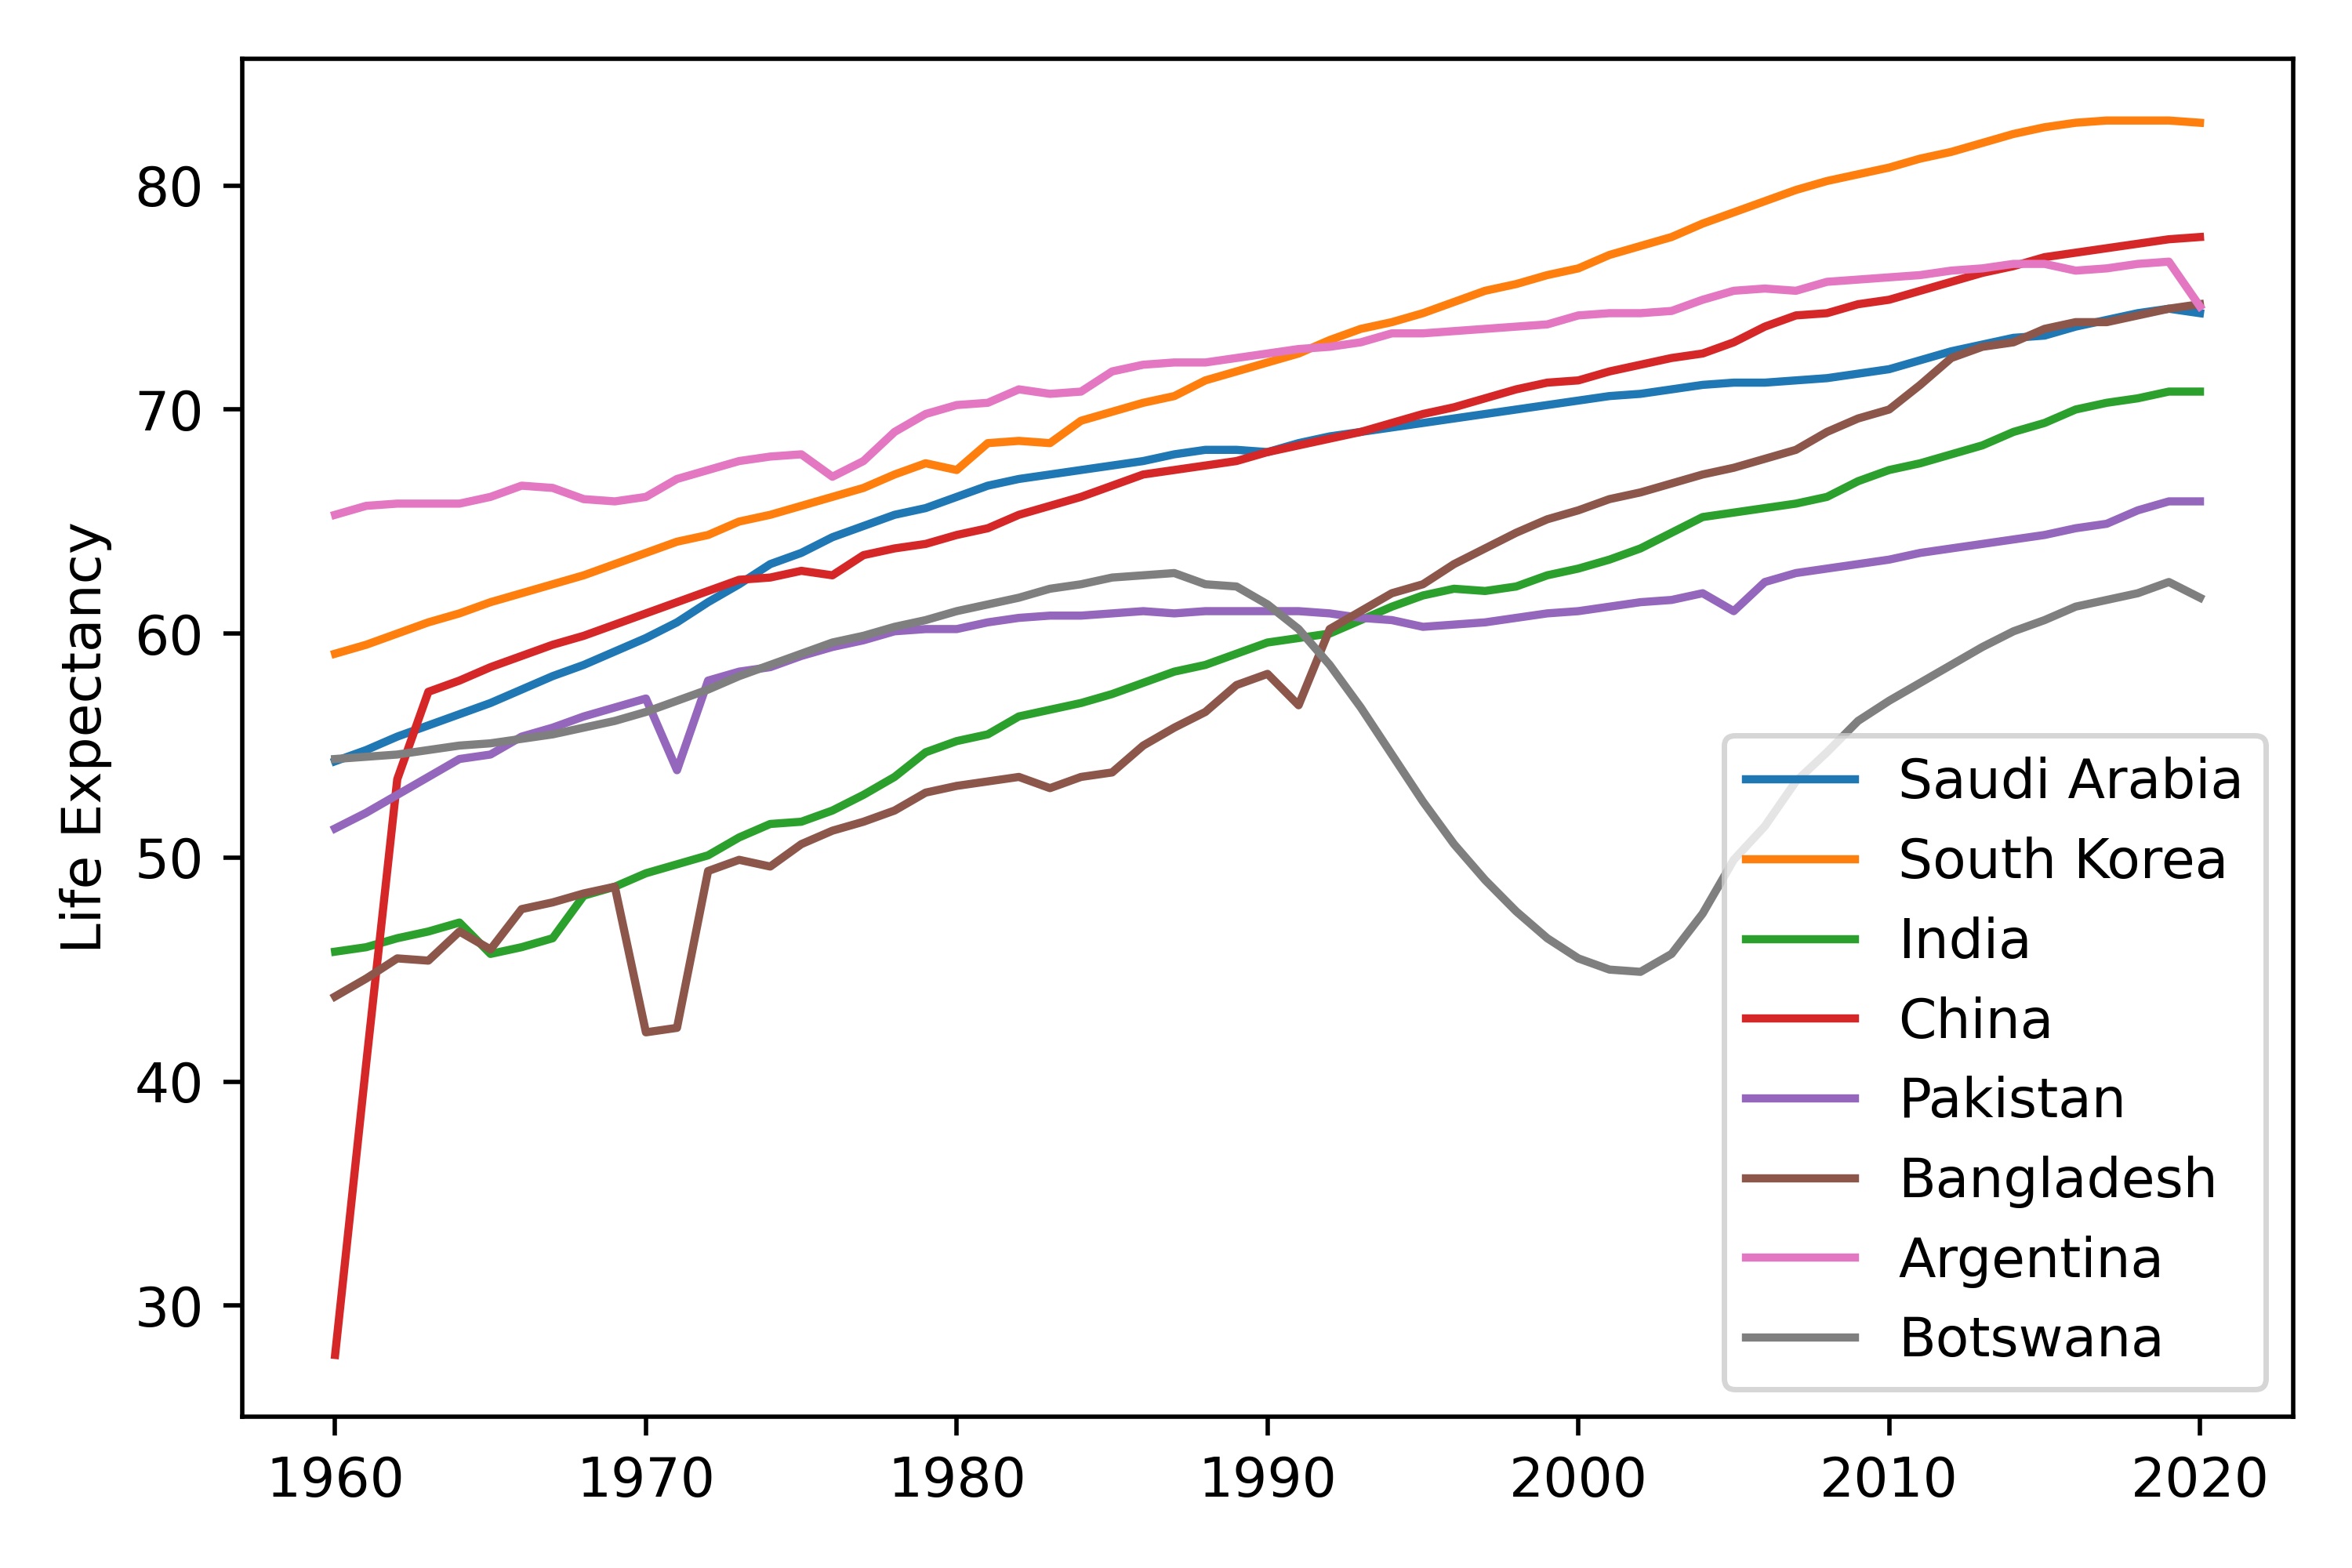 Life Expectancy
80
70
60
50
40
30
1960 1970 1980 1990 2000 2010 2020
Saudi Arabia
South Korea
India
China
Pakistan
Bangladesh
Argentina
Botswana